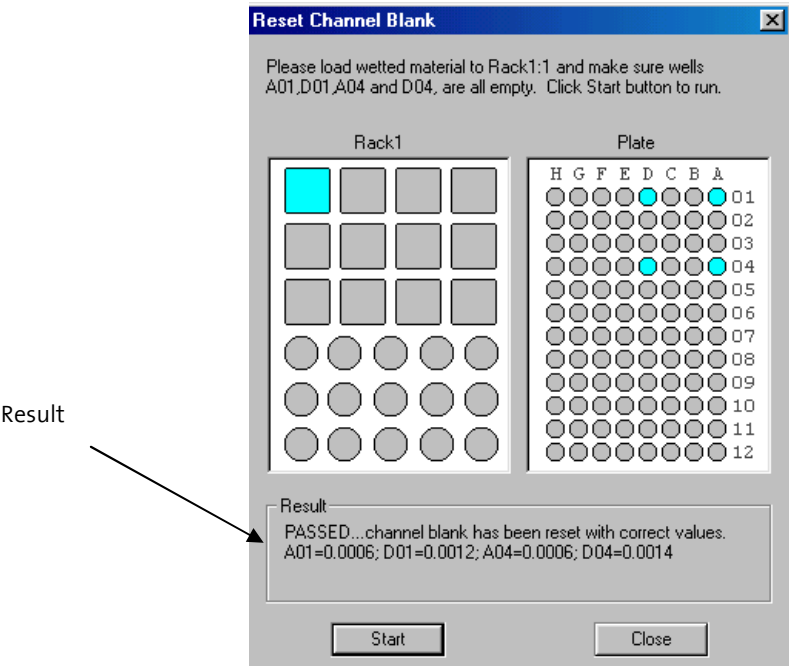 Reset Channel Blank
Please load wetted material to Rack1:1 and make sure wells
A01,D01,A04 and D04, are all empty.  Click Start button to run.
Rack1
Plate
H G F E D C B A
01
02
03
04
05
06
07
08
09
10
11
12
Result
Result
PASSED...channel blank has been reset with correct values.
A01=0.0006; D01=0.0012; A04=0.0006; D04=0.0014
Start
Close